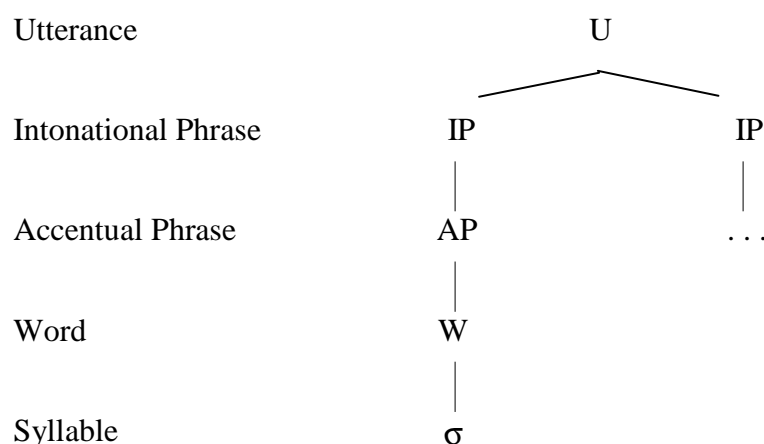 Utterance U
Intonational Phrase IP IP
Accentual Phrase AP . . .
Word W
Syllable σ